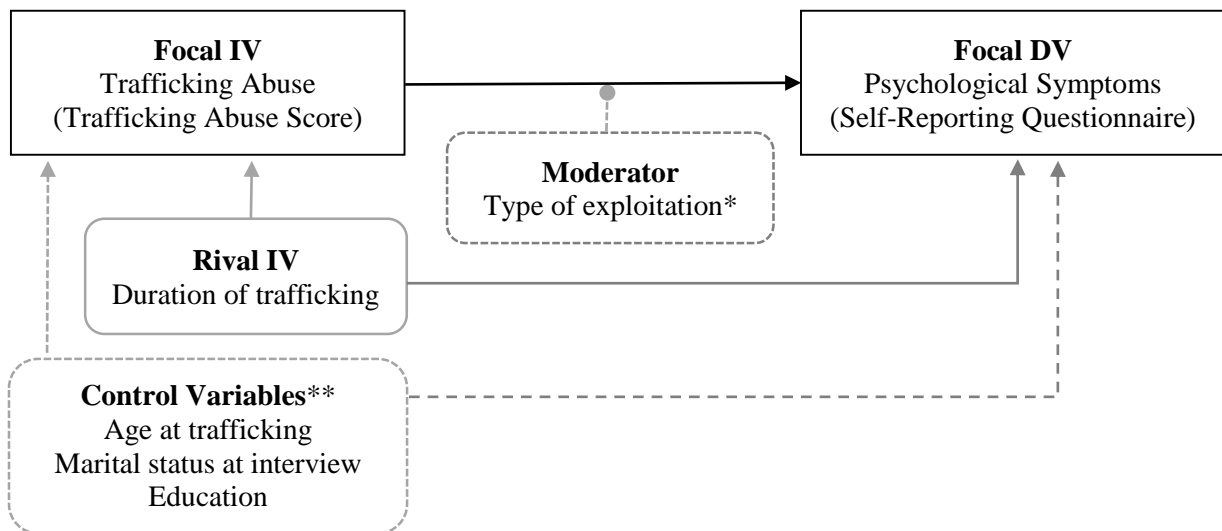 Focal IV
Trafficking Abuse
(Trafficking Abuse Score)
Focal DV
Psychological Symptoms
(Self-Reporting Questionnaire)
Moderator
Type of exploitation*
Rival IV
Duration of trafficking
Control Variables**
Age at trafficking
Marital status at interview
Education